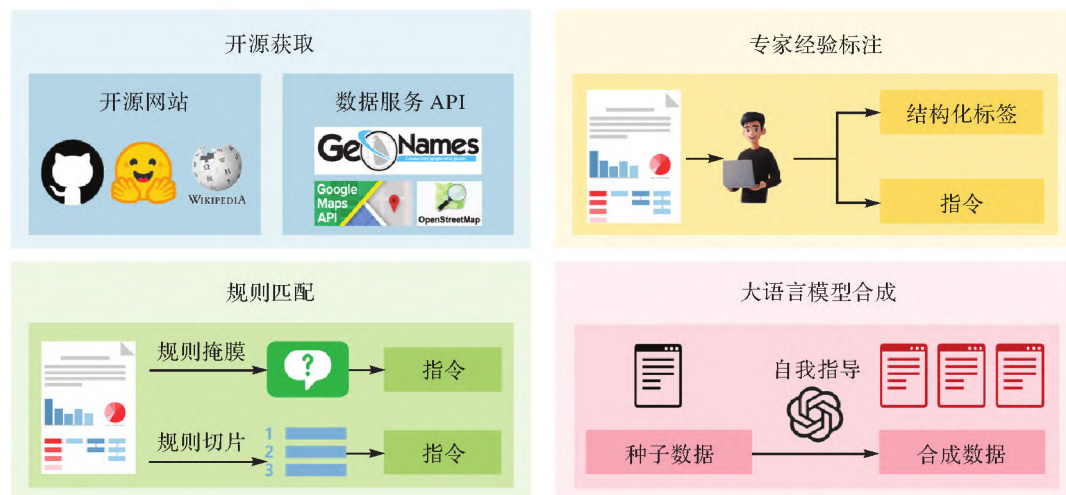 开源获取
开源网站
WIKIPEDIA
数据服务 API
GeoNames
Google
Maps
API
OpenStreetMap
专家经验标注
结构化标签
指令
规则匹配
规则掩膜
?
指令
规则切片
1
2
3
指令
大语言模型合成
自我指导
种子数据
合成数据